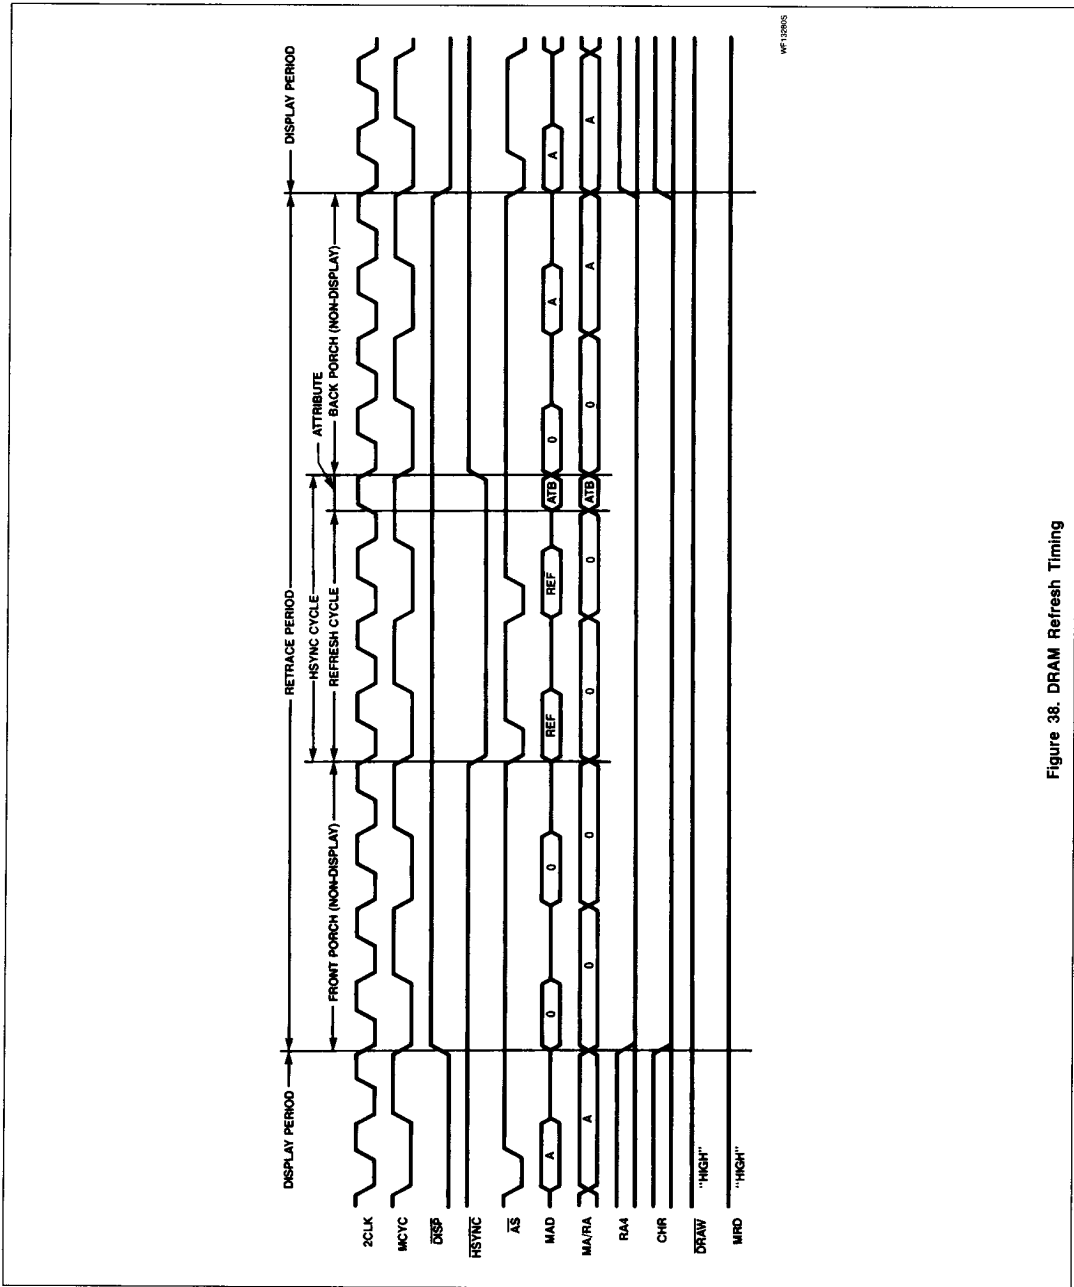 DISPLAY PERIOD RETRACE PERIOD DISPLAY PERIOD
HSYNC CYCLE ATTRIBUTE
FRONT PORCH (NON-DISPLAY) REFRESH CYCLE BACK PORCH (NON-DISPLAY)
2CLK
MCYC
DISP
HSYNC
AS
MAD A 0 0 REF REF ATB 0 A A
MA/RA A 0 0 0 0 ATB 0 A A
RA4
CHR
DRAW "HIGH"
MRD "HIGH"
WF13280S
Figure 38. DRAM Refresh Timing